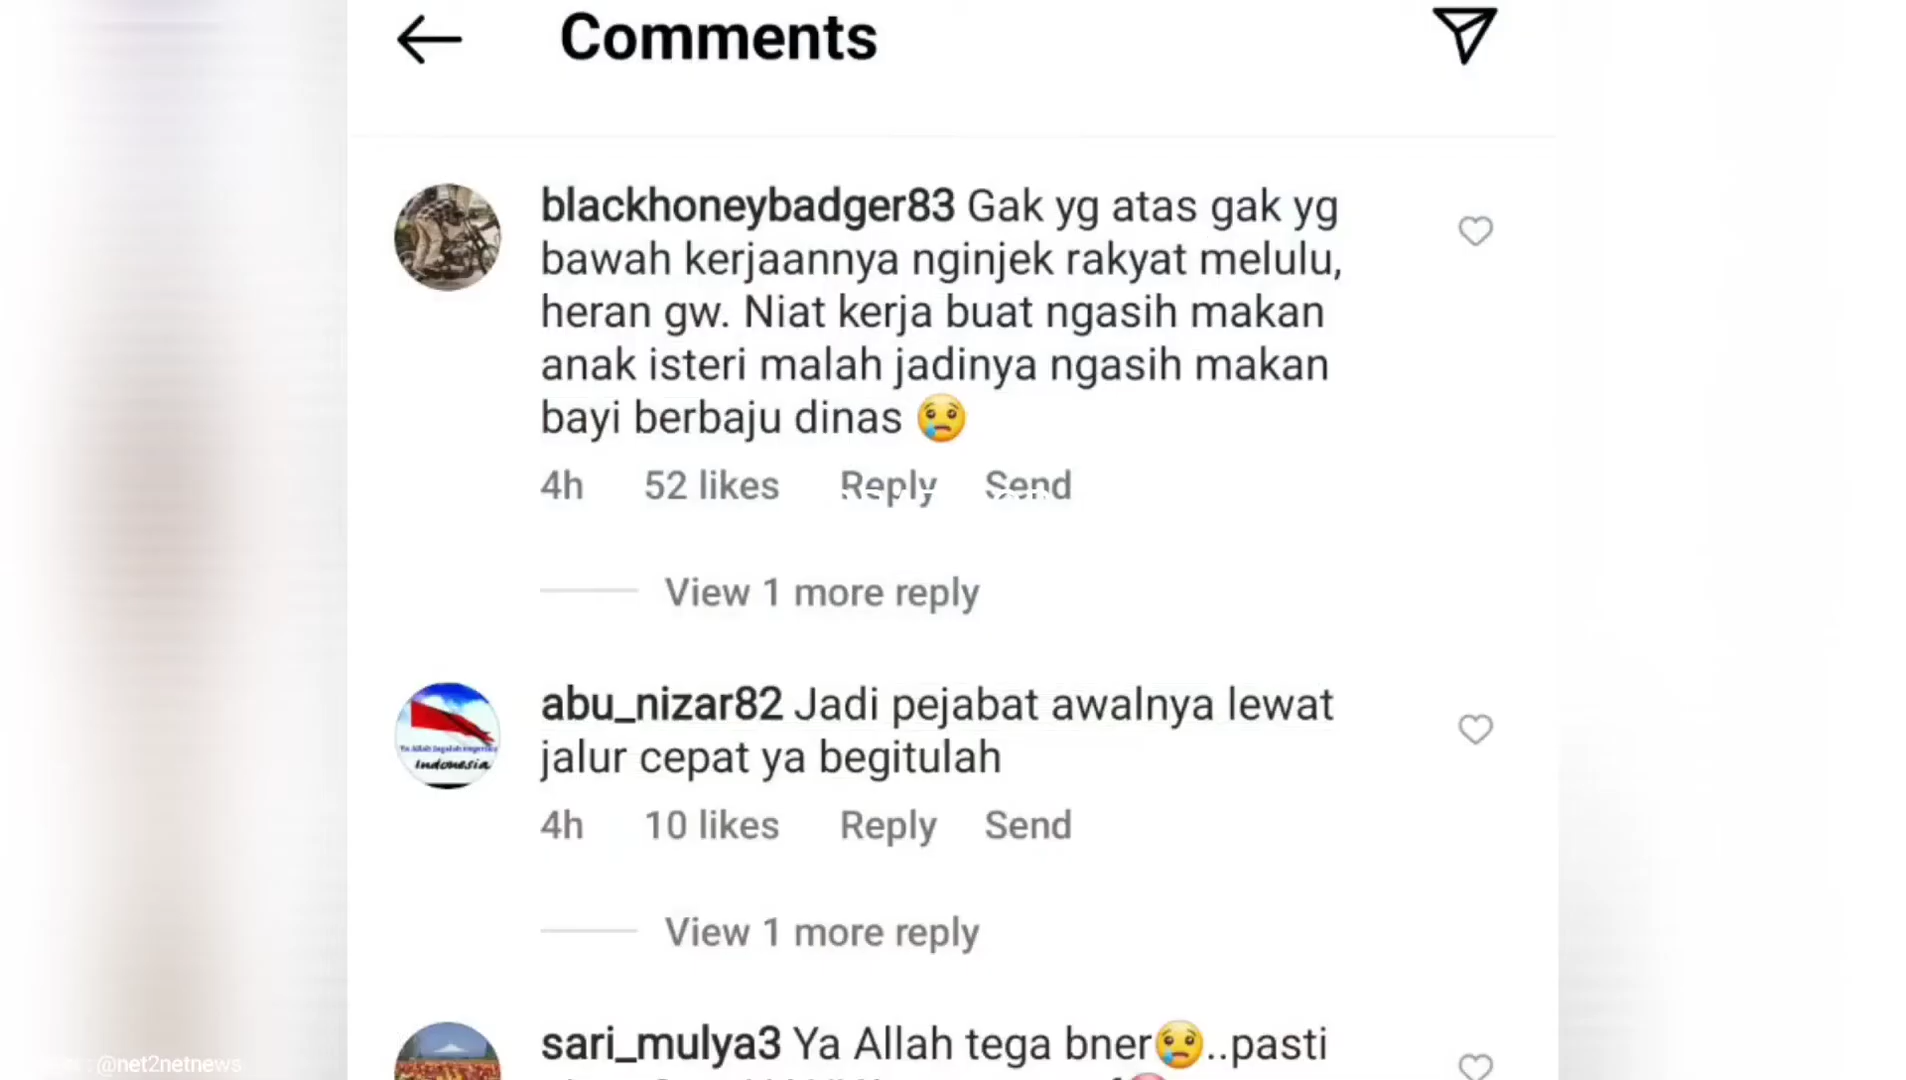 Comments
blackhoneybadger83 Gak yg atas gak yg
bawah kerjaannya nginjek rakyat melulu,
heran gw. Niat kerja buat ngasih makan
anak isteri malah jadinya ngasih makan
bayi berbaju dinas 😢
4h 52 likes Reply Send
View 1 more reply
abu_nizar82 Jadi pejabat awalnya lewat
jalur cepat ya begitulah
Indonesia
4h 10 likes Reply Send
View 1 more reply
sari_mulya3 Ya Allah tega bner😢..pasti
: @net2netnews